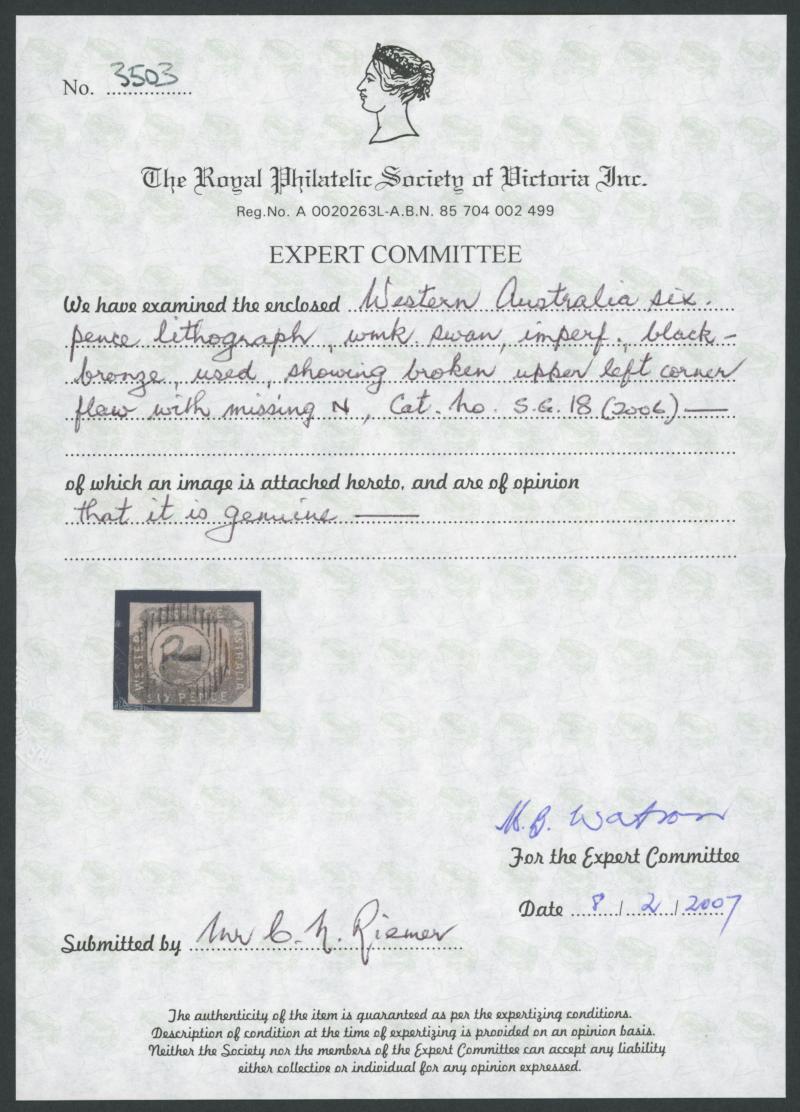 No. 3503
The Royal Philatelic Society of Victoria Inc.
Reg.No. A 0020263L-A.B.N. 85 704 002 499
EXPERT COMMITTEE
We have examined the enclosed Western Australia six.
pence lithograph, wmk swan, imperf., black-
bronze, used, showing broken upper left corner
flaw with missing N, Cat. no. S.G. 18 (2006) —
of which an image is attached hereto, and are of opinion
that it is genuine —
WESTER
AUSTRALIA
SIX PENCE
M.B. Watson
For the Expert Committee
Date 8/2/2007
Submitted by Mr C. N. Riemer
The authenticity of the item is guaranteed as per the expertizing conditions.
Description of condition at the time of expertizing is provided on an opinion basis.
Neither the Society nor the members of the Expert Committee can accept any liability
either collective or individual for any opinion expressed.